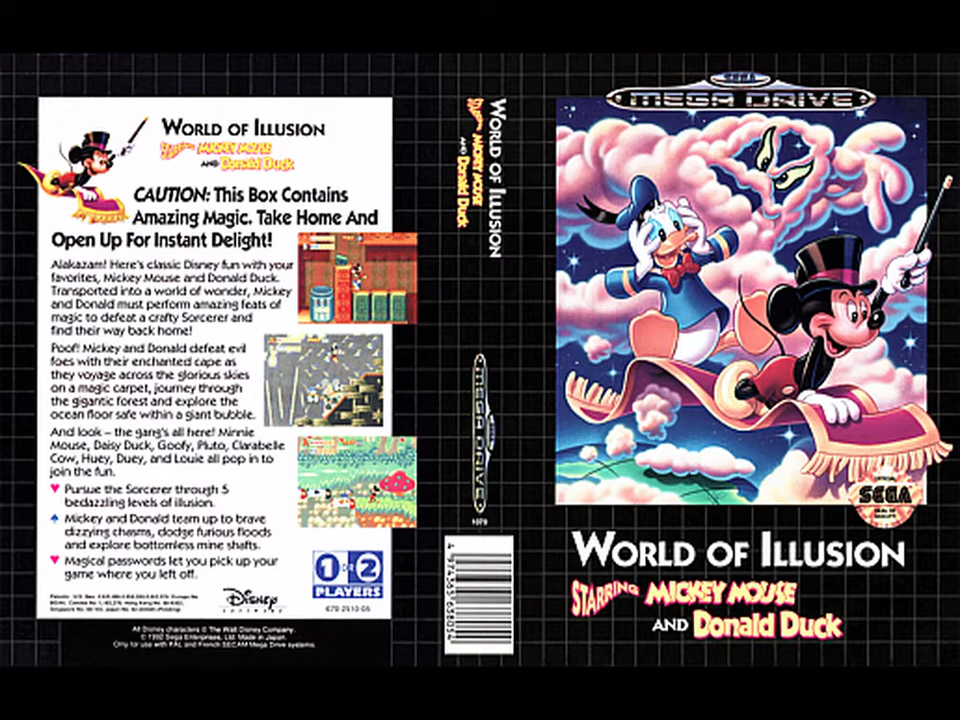 WORLD OF ILLUSION
STARRING MICKEY MOUSE
AND Donald Duck
CAUTION: This Box Contains
Amazing Magic. Take Home And
Open Up For Instant Delight!
Alakazam! Here's classic Disney fun with your
favorites, Mickey Mouse and Donald Duck.
Transported into a world of wonder, Mickey
and Donald must perform amazing feats of
magic to defeat a crafty Sorcerer and
find their way back home!
Poof! Mickey and Donald defeat evil
foes with their enchanted cape as
they voyage across the glorious skies
on a magic carpet, journey through
the gigantic forest and explore the
ocean floor safe within a giant bubble.
And look – the gang's all here! Minnie
Mouse, Daisy Duck, Goofy, Pluto, Clarabelle
Cow, Huey, Duey, and Louie all pop in to
join the fun.
Pursue the Sorcerer through 5
bedazzling levels of illusion.
Mickey and Donald team up to brave
dizzying chasms, dodge furious floods
and explore bottomless mine shafts.
Magical passwords let you pick up your
game where you left off.
1 OR 2
PLAYERS
Disney
SOFTWARE
670-2510-05
All Disney characters © The Walt Disney Company.
© 1992 Sega Enterprises, Ltd. Made in Japan.
Only for use with PAL and French SECAM Mega Drive systems.
WORLD OF ILLUSION
STARRING MICKEY MOUSE
AND Donald Duck
MEGA DRIVE
1079
SEGA
MEGA DRIVE
OFFICIAL
SEGA
SEAL OF
QUALITY
WORLD OF ILLUSION
STARRING MICKEY MOUSE
AND Donald Duck